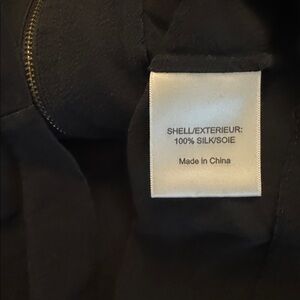 SHELL/EXTERIEUR:
100% SILK/SOIE
Made in China